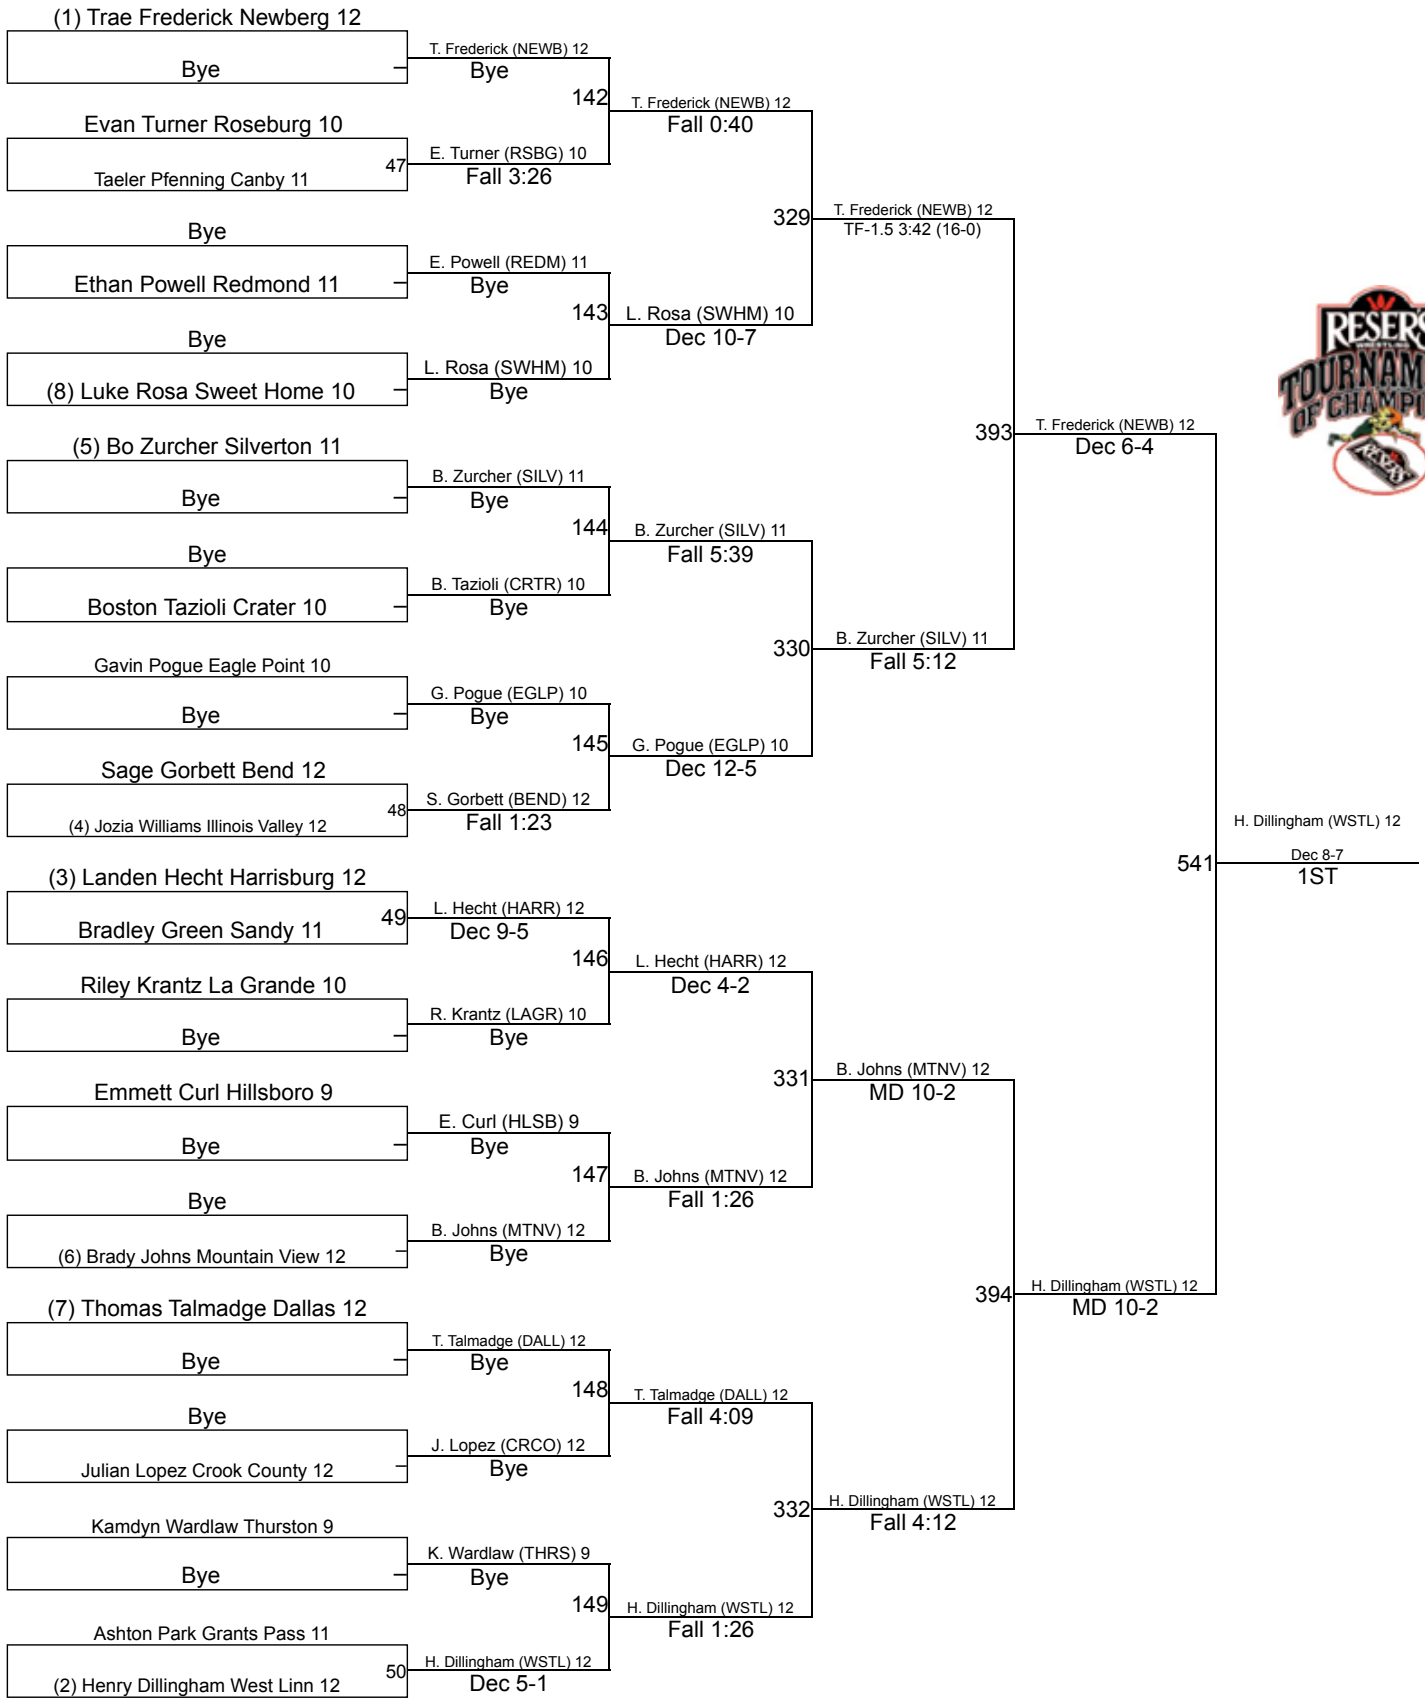 (1) Trae Frederick Newberg 12
Bye
Evan Turner Roseburg 10
47
Taeler Pfenning Canby 11
Bye
Ethan Powell Redmond 11
Bye
(8) Luke Rosa Sweet Home 10
(5) Bo Zurcher Silverton 11
Bye
Bye
Boston Tazioli Crater 10
Gavin Pogue Eagle Point 10
Bye
Sage Gorbett Bend 12
48
(4) Jozia Williams Illinois Valley 12
(3) Landen Hecht Harrisburg 12
49
Bradley Green Sandy 11
Riley Krantz La Grande 10
Bye
Emmett Curl Hillsboro 9
Bye
Bye
(6) Brady Johns Mountain View 12
(7) Thomas Talmadge Dallas 12
Bye
Bye
Julian Lopez Crook County 12
Kamdyn Wardlaw Thurston 9
Bye
Ashton Park Grants Pass 11
50
(2) Henry Dillingham West Linn 12
T. Frederick (NEWB) 12
Bye
142
E. Turner (RSBG) 10
Fall 3:26
E. Powell (REDM) 11
Bye
143
L. Rosa (SWHM) 10
Bye
B. Zurcher (SILV) 11
Bye
144
B. Tazioli (CRTR) 10
Bye
G. Pogue (EGLP) 10
Bye
145
S. Gorbett (BEND) 12
Fall 1:23
L. Hecht (HARR) 12
Dec 9-5
146
R. Krantz (LAGR) 10
Bye
E. Curl (HLSB) 9
Bye
147
B. Johns (MTNV) 12
Bye
T. Talmadge (DALL) 12
Bye
148
J. Lopez (CRCO) 12
Bye
K. Wardlaw (THRS) 9
Bye
149
H. Dillingham (WSTL) 12
Dec 5-1
T. Frederick (NEWB) 12
Fall 0:40
329
L. Rosa (SWHM) 10
Dec 10-7
B. Zurcher (SILV) 11
Fall 5:39
330
G. Pogue (EGLP) 10
Dec 12-5
L. Hecht (HARR) 12
Dec 4-2
331
B. Johns (MTNV) 12
Fall 1:26
T. Talmadge (DALL) 12
Fall 4:09
332
H. Dillingham (WSTL) 12
Fall 1:26
T. Frederick (NEWB) 12
TF-1.5 3:42 (16-0)
393
B. Zurcher (SILV) 11
Fall 5:12
B. Johns (MTNV) 12
MD 10-2
394
H. Dillingham (WSTL) 12
Fall 4:12
T. Frederick (NEWB) 12
Dec 6-4
541
H. Dillingham (WSTL) 12
MD 10-2
H. Dillingham (WSTL) 12
Dec 8-7
1ST
RESER'S
WRESTLING
TOURNAM
OF CHAMPI